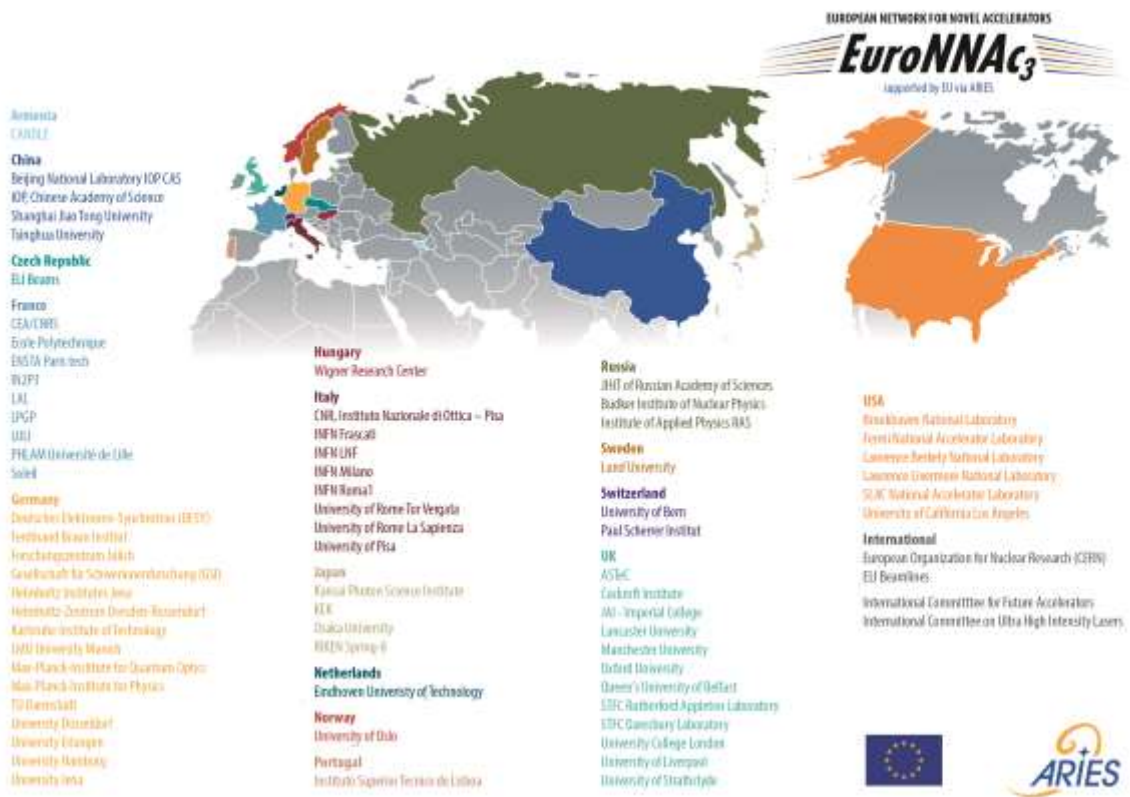 EUROPEAN NETWORK FOR NOVEL ACCELERATORS
EuroNNAc3
supported by EU via ARIES
Armenia
CANDLE
China
Beijing National Laboratory IOP CAS
IOP, Chinese Academy of Science
Shanghai Jiao Tong University
Tsinghua University
Czech Republic
ELI Beams
France
CEA/CNRS
Ecole Polytechnique
ENSTA Paris tech
IN2P3
LAL
LPGP
LULI
PHLAM Université de Lille
Soleil
Germany
Deutsches Elektronen-Synchrotron (DESY)
Ferdinand Braun Institut
Forschungszentrum Jülich
Gesellschaft für Schwerionenforschung (GSI)
Helmholtz Institutes Jena
Helmholtz-Zentrum Dresden-Rossendorf
Karlsruhe Institute of Technology
LMU University Munich
Max-Planck-Institute for Quantum Optics
Max-Planck-Institute for Physics
TU Darmstadt
University Düsseldorf
University Erlangen
University Hamburg
University Jena
Hungary
Wigner Research Center
Italy
CNR, Instituto Nazionale di Ottica – Pisa
INFN Frascati
INFN LNF
INFN Milano
INFN Roma1
University of Rome Tor Vergata
University of Rome La Sapienza
University of Pisa
Japan
Kansai Photon Science Institute
KEK
Osaka University
RIKEN Spring-8
Netherlands
Eindhoven Univeristy of Technology
Norway
University of Oslo
Portugal
Instituto Superior Tecnico de Lisboa
Russia
JIHT of Russian Academy of Sciences
Budker Institute of Nuclear Physics
Institute of Applied Physics RAS
Sweden
Lund University
Switzerland
University of Bern
Paul Scherrer Institut
UK
ASTeC
Cockroft Institute
JAI - Imperial College
Lancaster University
Manchester University
Oxford University
Queen's University of Belfast
STFC Rutherford Appleton Laboratory
STFC Daresbury Laboratory
University College London
University of Liverpool
University of Strathclyde
USA
Brookhaven National Laboratory
Fermi National Accelerator Laboratory
Lawrence Berkely National Laboratory
Lawrence Livermore National Laboratory
SLAC National Accelerator Laboratory
University of California Los Angeles
International
European Organization for Nuclear Research (CERN)
ELI Beamlines
International Committtee for Future Accelerators
International Committee on Ultra High Intensity Lasers
ARIES